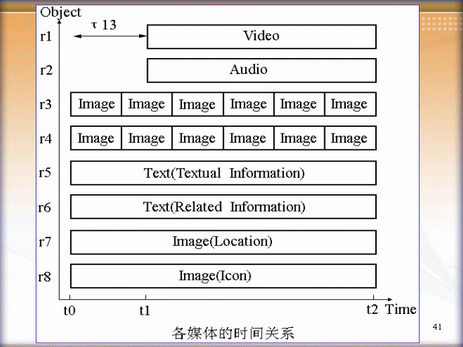 Object
τ 13
r1 Video
r2 Audio
r3 Image Image Image Image Image Image
r4 Image Image Image Image Image Image
r5 Text(Textual Information)
r6 Text(Related Information)
r7 Image(Location)
r8 Image(Icon)
t0 t1 t2 Time
各媒体的时间关系
41